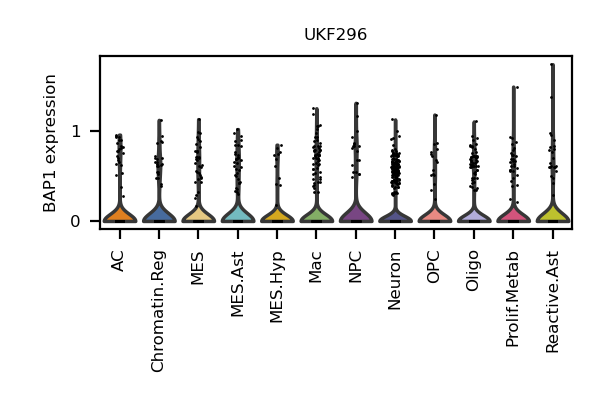 UKF296
BAP1 expression
1
0
AC
Chromatin.Reg
MES
MES.Ast
MES.Hyp
Mac
NPC
Neuron
OPC
Oligo
Prolif.Metab
Reactive.Ast